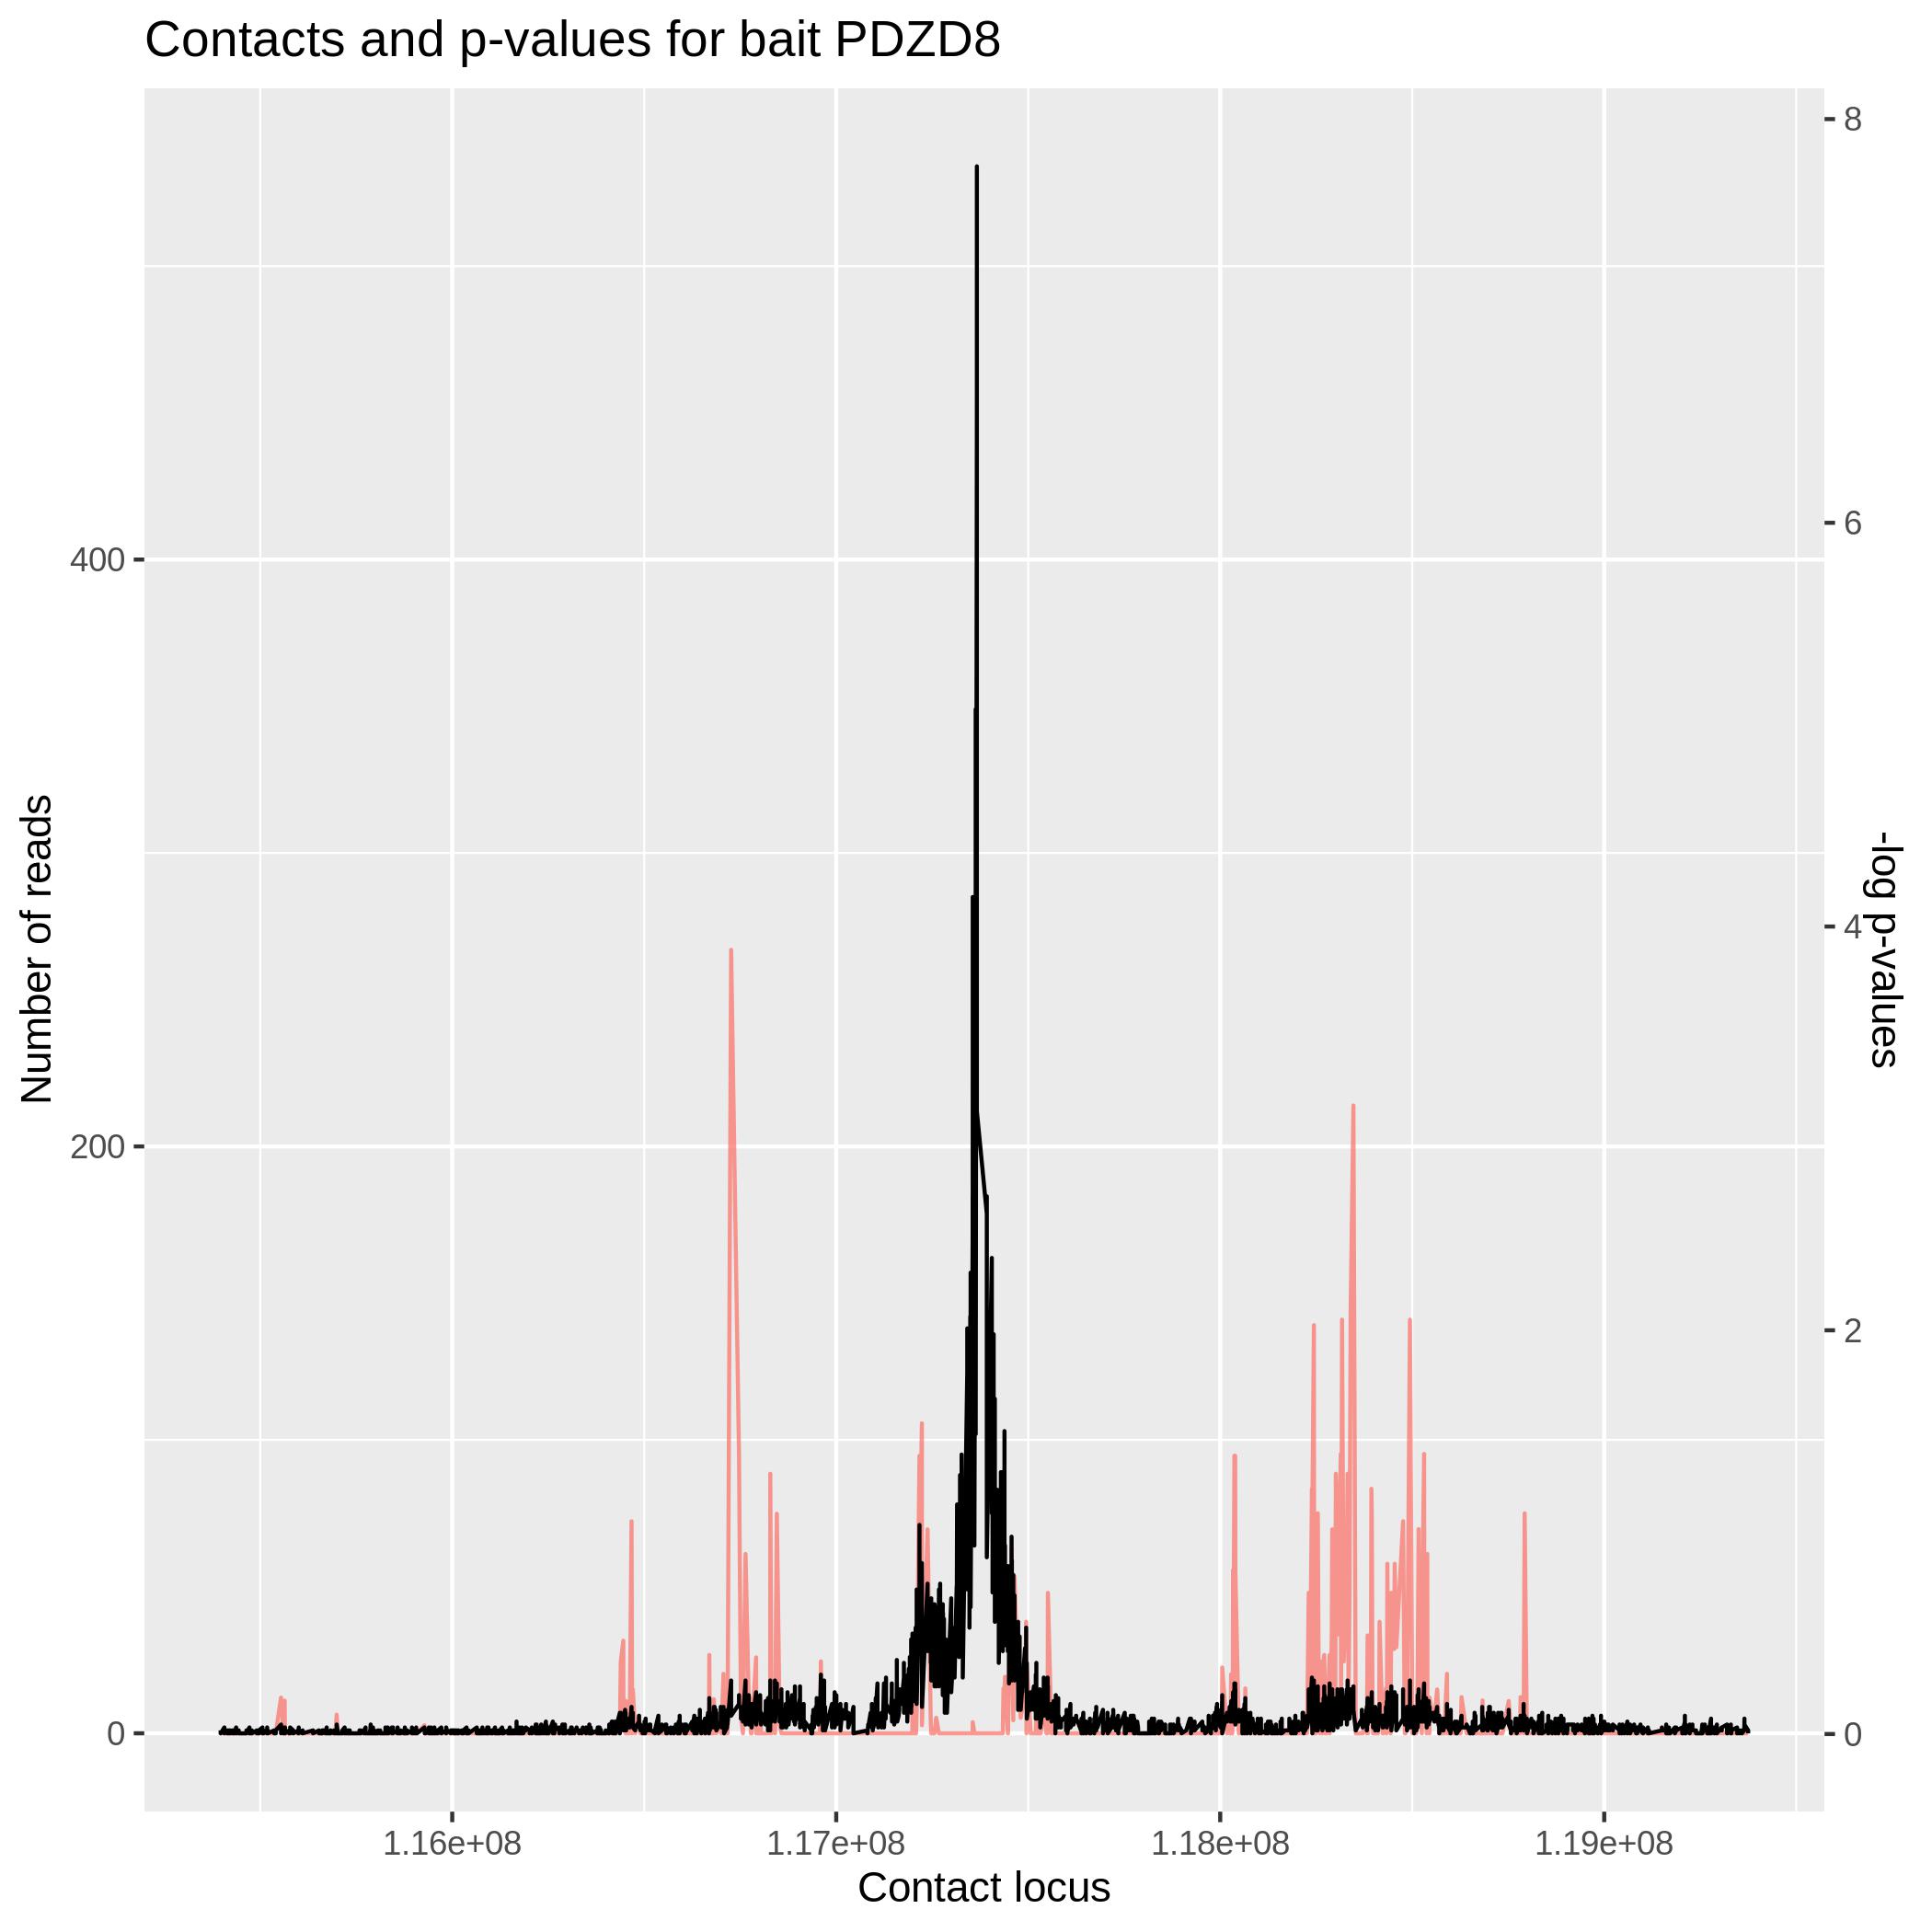 Contacts and p-values for bait PDZD8
Number of reads
400
200
0
8
6
4
2
0
-log p-values
1.16e+08
1.17e+08
1.18e+08
1.19e+08
Contact locus